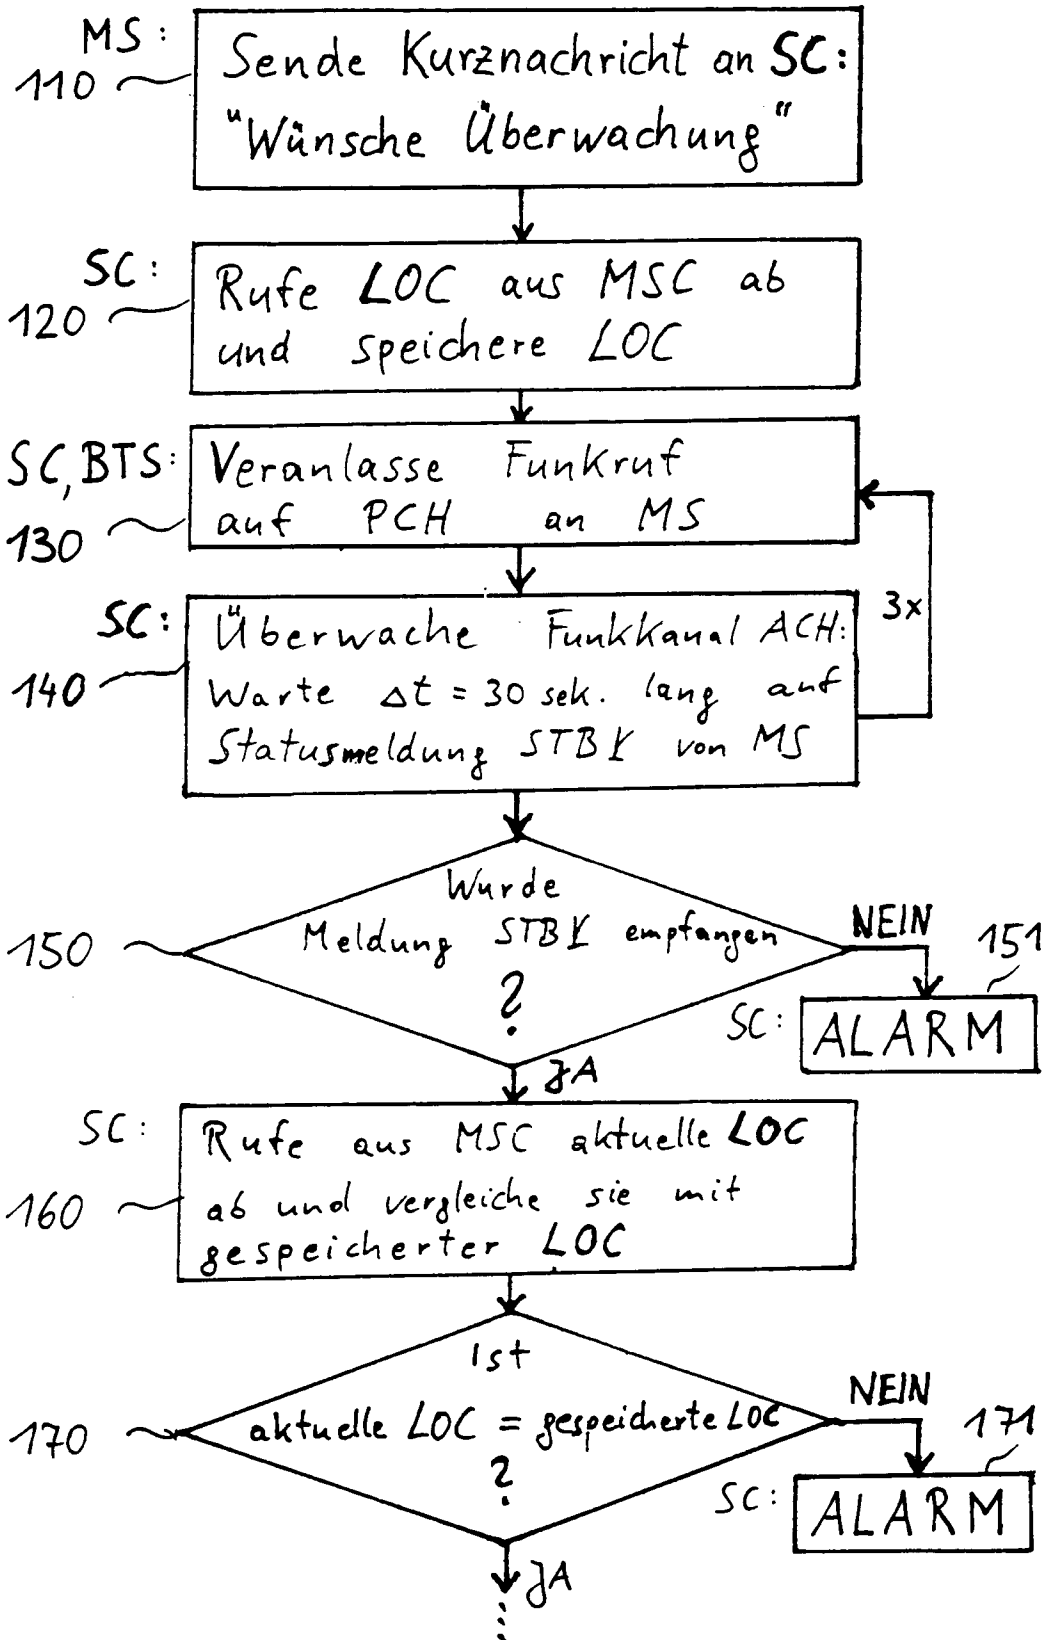 MS:
110
Sende Kurznachricht an SC:
"Wünsche Überwachung"
SC:
120
Rufe LOC aus MSC ab
und speichere LOC
SC, BTS:
130
Veranlasse Funkruf
auf PCH an MS
3x
SC:
140
Überwache Funkkanal ACH:
Warte Δt = 30 sek. lang auf
Statusmeldung STBY von MS
150
Wurde
Meldung STBY empfangen
?
NEIN
151
SC:
ALARM
JA
SC:
160
Rufe aus MSC aktuelle LOC
ab und vergleiche sie mit
gespeicherter LOC
170
Ist
aktuelle LOC = gespeicherte LOC
?
NEIN
171
SC:
ALARM
JA